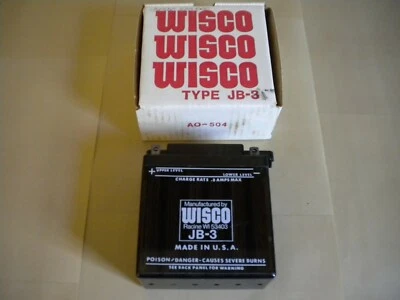 WISCO
WISCO
WISCO
TYPE JB-3
AO-504
+ UPPER LEVEL
LOWER LEVEL -
CHARGE RATE .3 AMPS MAX.
Manufactured by
WISCO
Racine WI 53403
JB-3
MADE IN U.S.A.
POISON/DANGER-CAUSES SEVERE BURNS
SEE BACK PANEL FOR WARNING